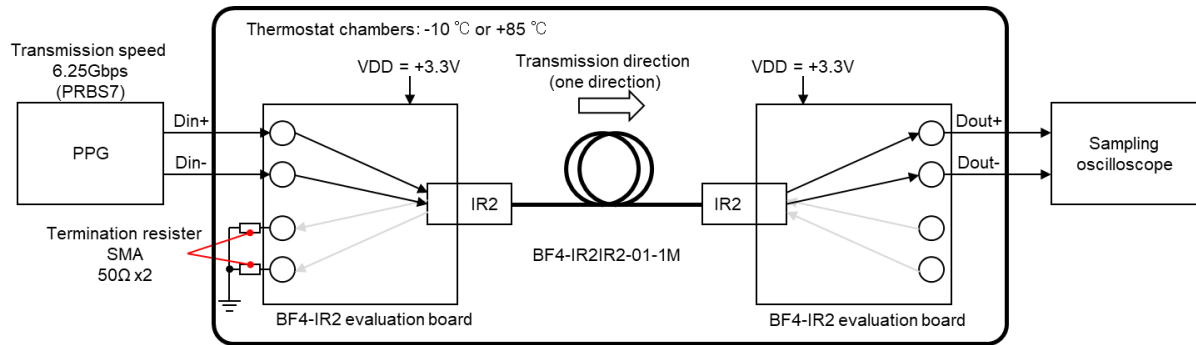 Thermostat chambers: -10 ℃ or +85 ℃
Transmission speed
6.25Gbps
(PRBS7)
PPG
Din+
Din-
VDD = +3.3V
Transmission direction
(one direction)
VDD = +3.3V
Dout+
Dout-
Sampling
oscilloscope
IR2
IR2
Termination resister
SMA
50Ω x2
BF4-IR2IR2-01-1M
BF4-IR2 evaluation board
BF4-IR2 evaluation board